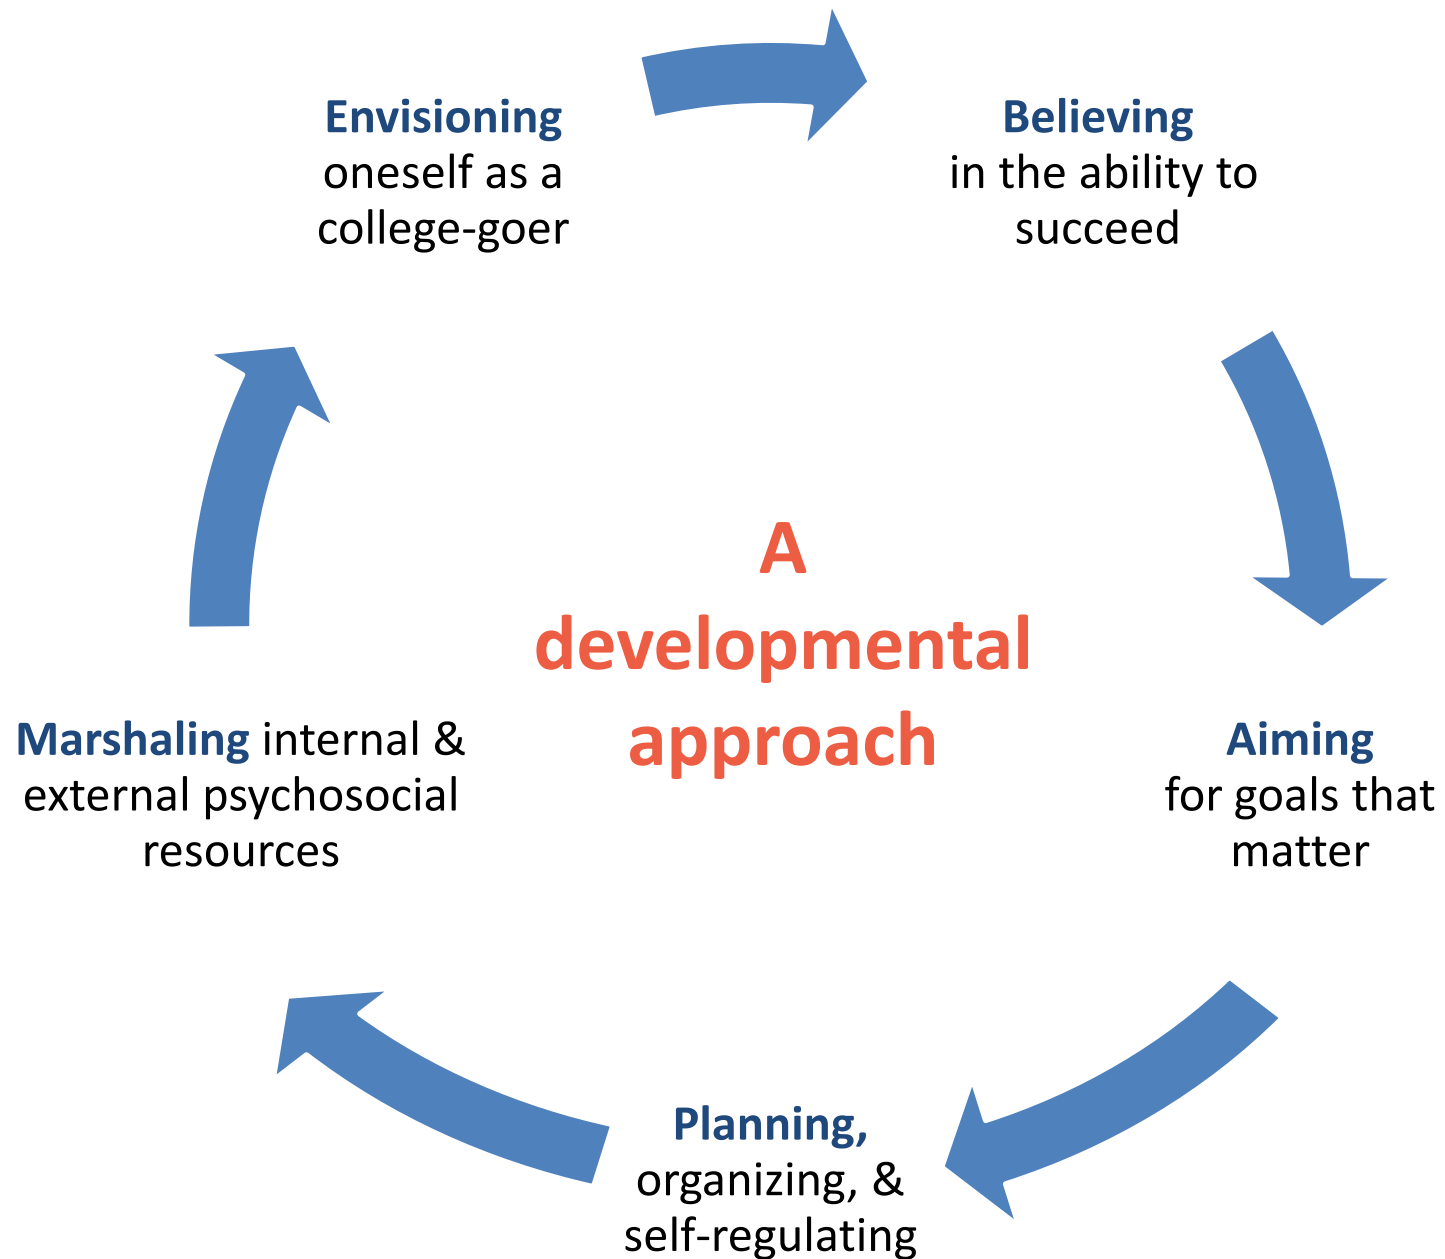 Envisioning
oneself as a
college-goer
Believing
in the ability to
succeed
A
developmental
approach
Marshaling internal &
external psychosocial
resources
Aiming
for goals that
matter
Planning,
organizing, &
self-regulating